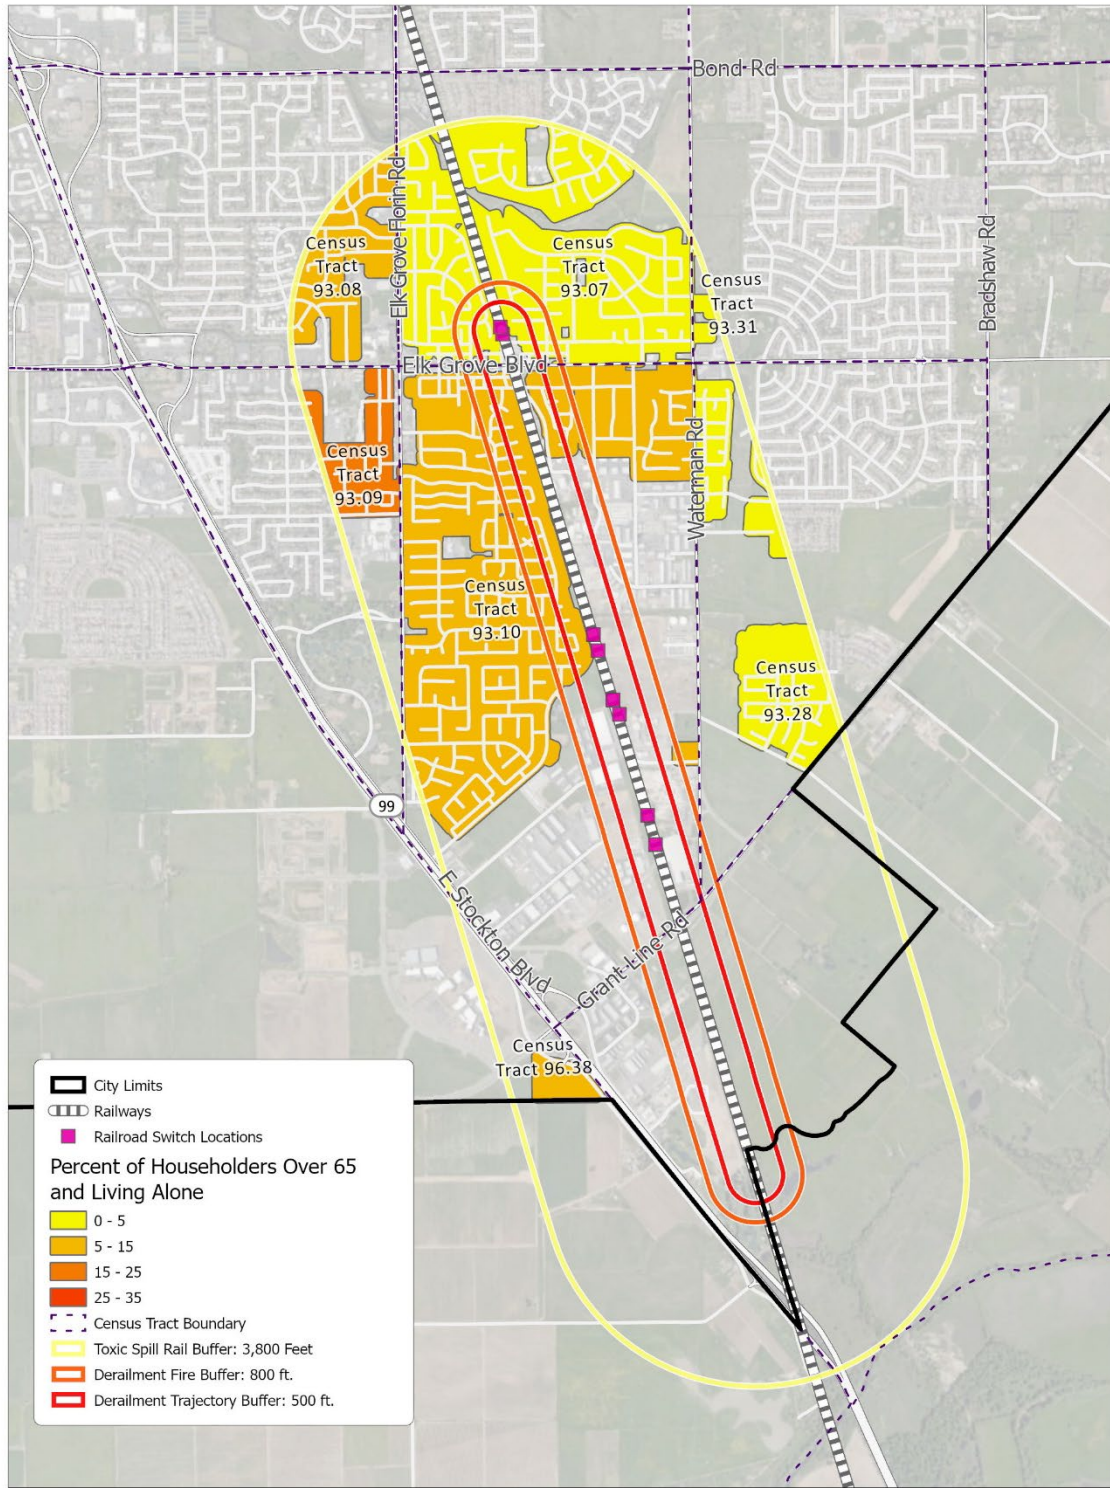 Bond Rd
Elk Grove Florin Rd
Bradshaw Rd
Census
Tract
93.08
Census
Tract
93.07
Census
Tract
93.31
Elk Grove Blvd
Waterman Rd
Census
Tract
93.09
Census
Tract
93.10
Census
Tract
93.28
99
E Stockton Blvd
Grant Line Rd
Census
Tract 96.38
City Limits
Railways
Railroad Switch Locations
Percent of Householders Over 65
and Living Alone
0 - 5
5 - 15
15 - 25
25 - 35
Census Tract Boundary
Toxic Spill Rail Buffer: 3,800 Feet
Derailment Fire Buffer: 800 ft.
Derailment Trajectory Buffer: 500 ft.